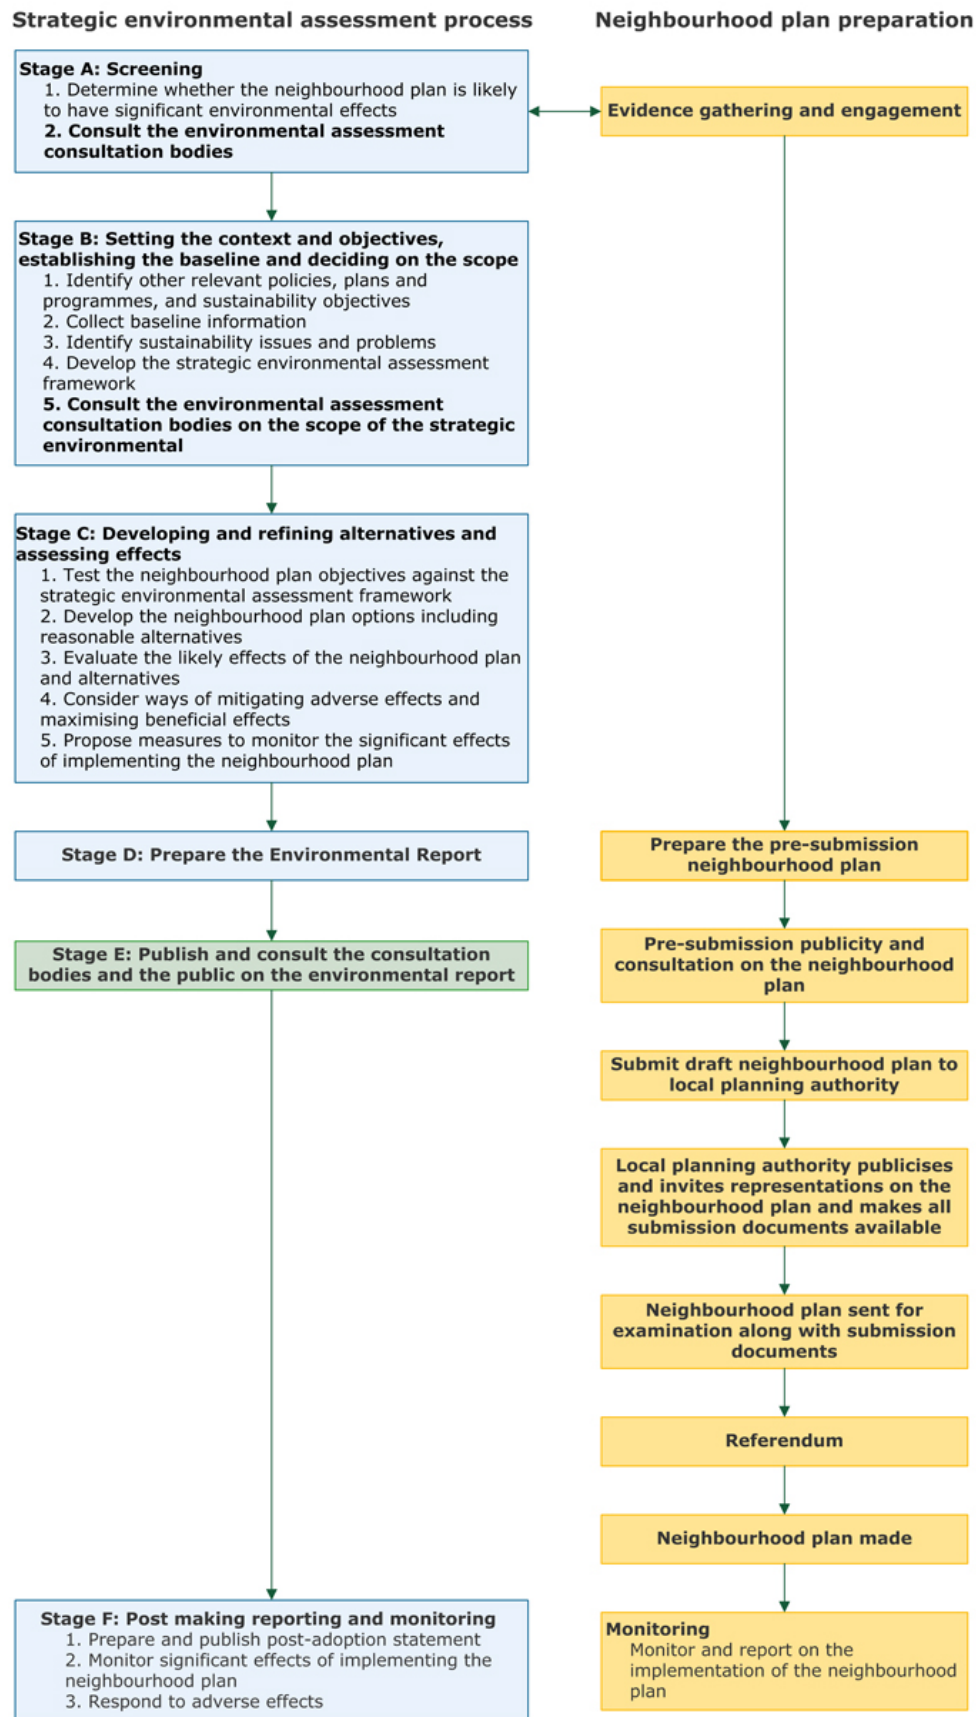 Strategic environmental assessment process
Neighbourhood plan preparation
Stage A: Screening
1. Determine whether the neighbourhood plan is likely
to have significant environmental effects
2. Consult the environmental assessment
consultation bodies
Evidence gathering and engagement
Stage B: Setting the context and objectives,
establishing the baseline and deciding on the scope
1. Identify other relevant policies, plans and
programmes, and sustainability objectives
2. Collect baseline information
3. Identify sustainability issues and problems
4. Develop the strategic environmental assessment
framework
5. Consult the environmental assessment
consultation bodies on the scope of the strategic
environmental
Stage C: Developing and refining alternatives and
assessing effects
1. Test the neighbourhood plan objectives against the
strategic environmental assessment framework
2. Develop the neighbourhood plan options including
reasonable alternatives
3. Evaluate the likely effects of the neighbourhood plan
and alternatives
4. Consider ways of mitigating adverse effects and
maximising beneficial effects
5. Propose measures to monitor the significant effects
of implementing the neighbourhood plan
Stage D: Prepare the Environmental Report
Prepare the pre-submission
neighbourhood plan
Stage E: Publish and consult the consultation
bodies and the public on the environmental report
Pre-submission publicity and
consultation on the neighbourhood
plan
Submit draft neighbourhood plan to
local planning authority
Local planning authority publicises
and invites representations on the
neighbourhood plan and makes all
submission documents available
Neighbourhood plan sent for
examination along with submission
documents
Referendum
Neighbourhood plan made
Stage F: Post making reporting and monitoring
1. Prepare and publish post-adoption statement
2. Monitor significant effects of implementing the
neighbourhood plan
3. Respond to adverse effects
Monitoring
Monitor and report on the
implementation of the neighbourhood
plan